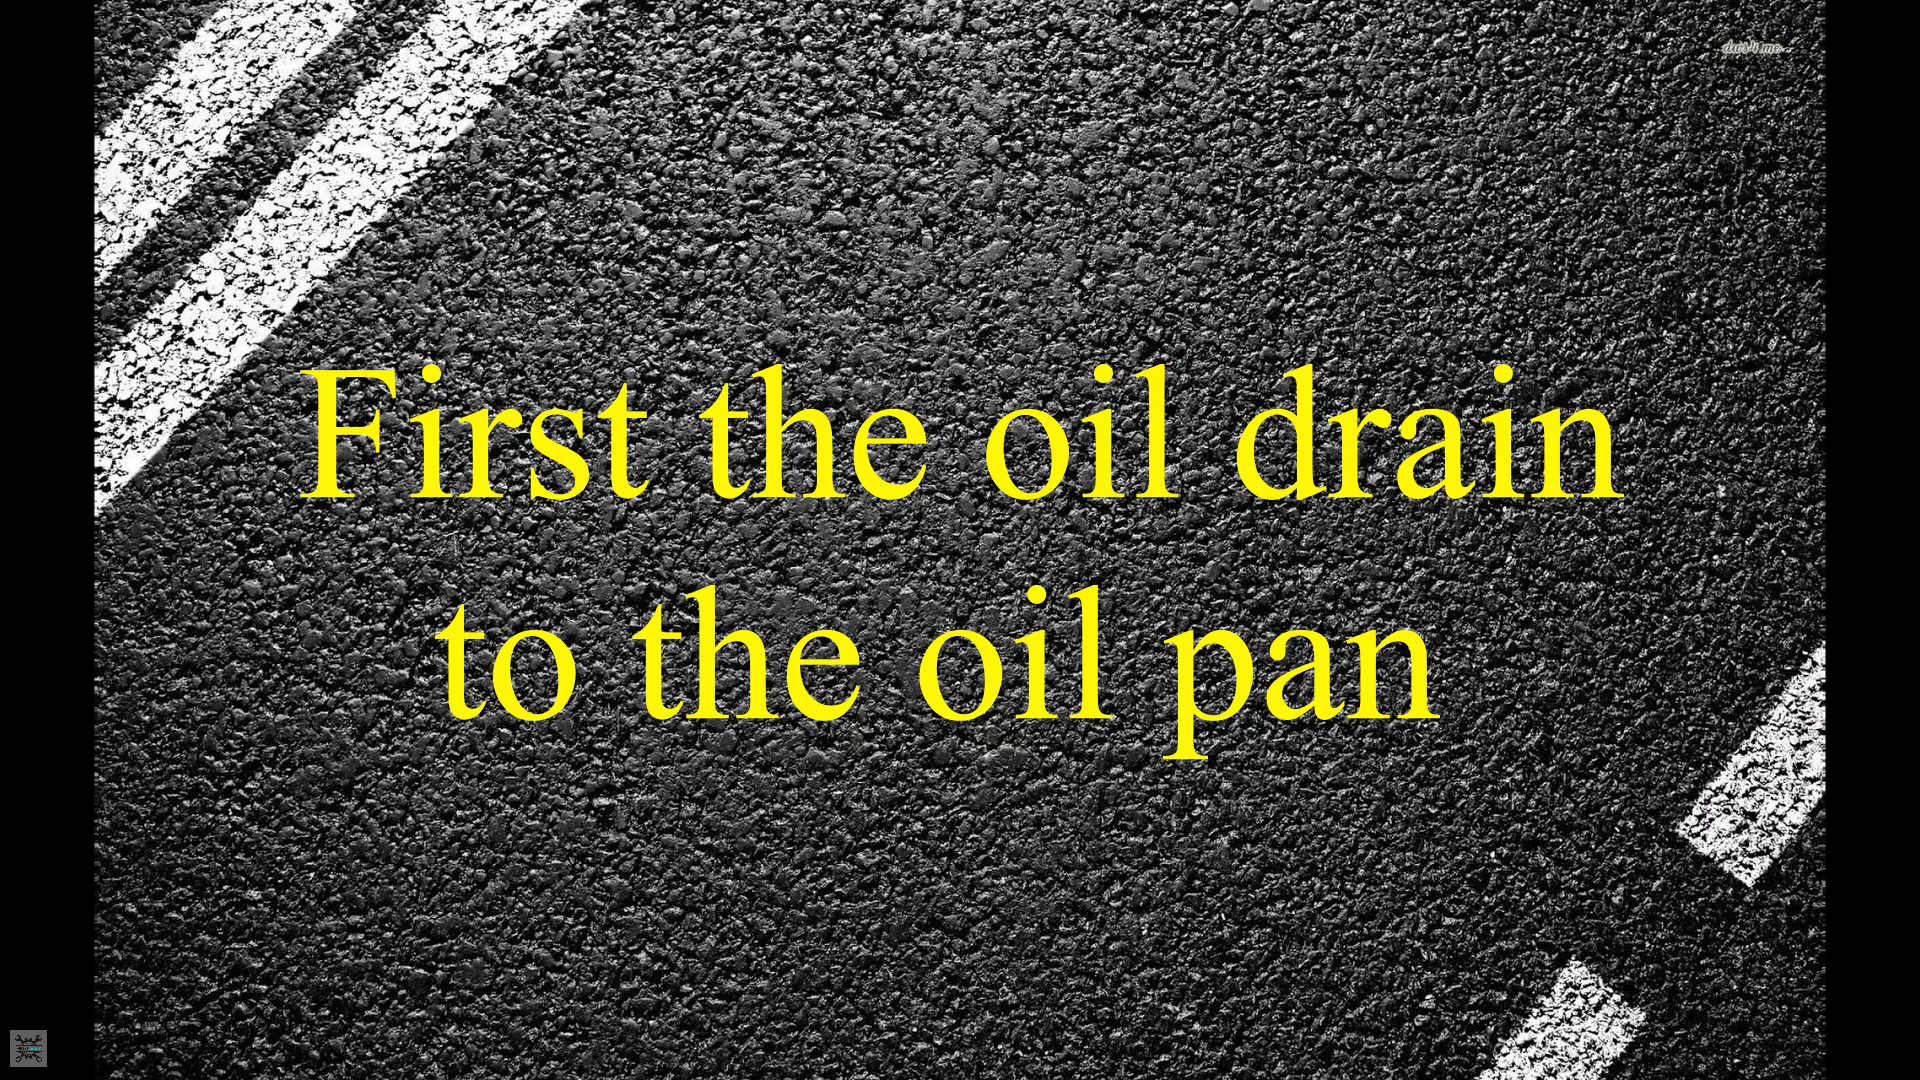 First the oil drain
to the oil pan